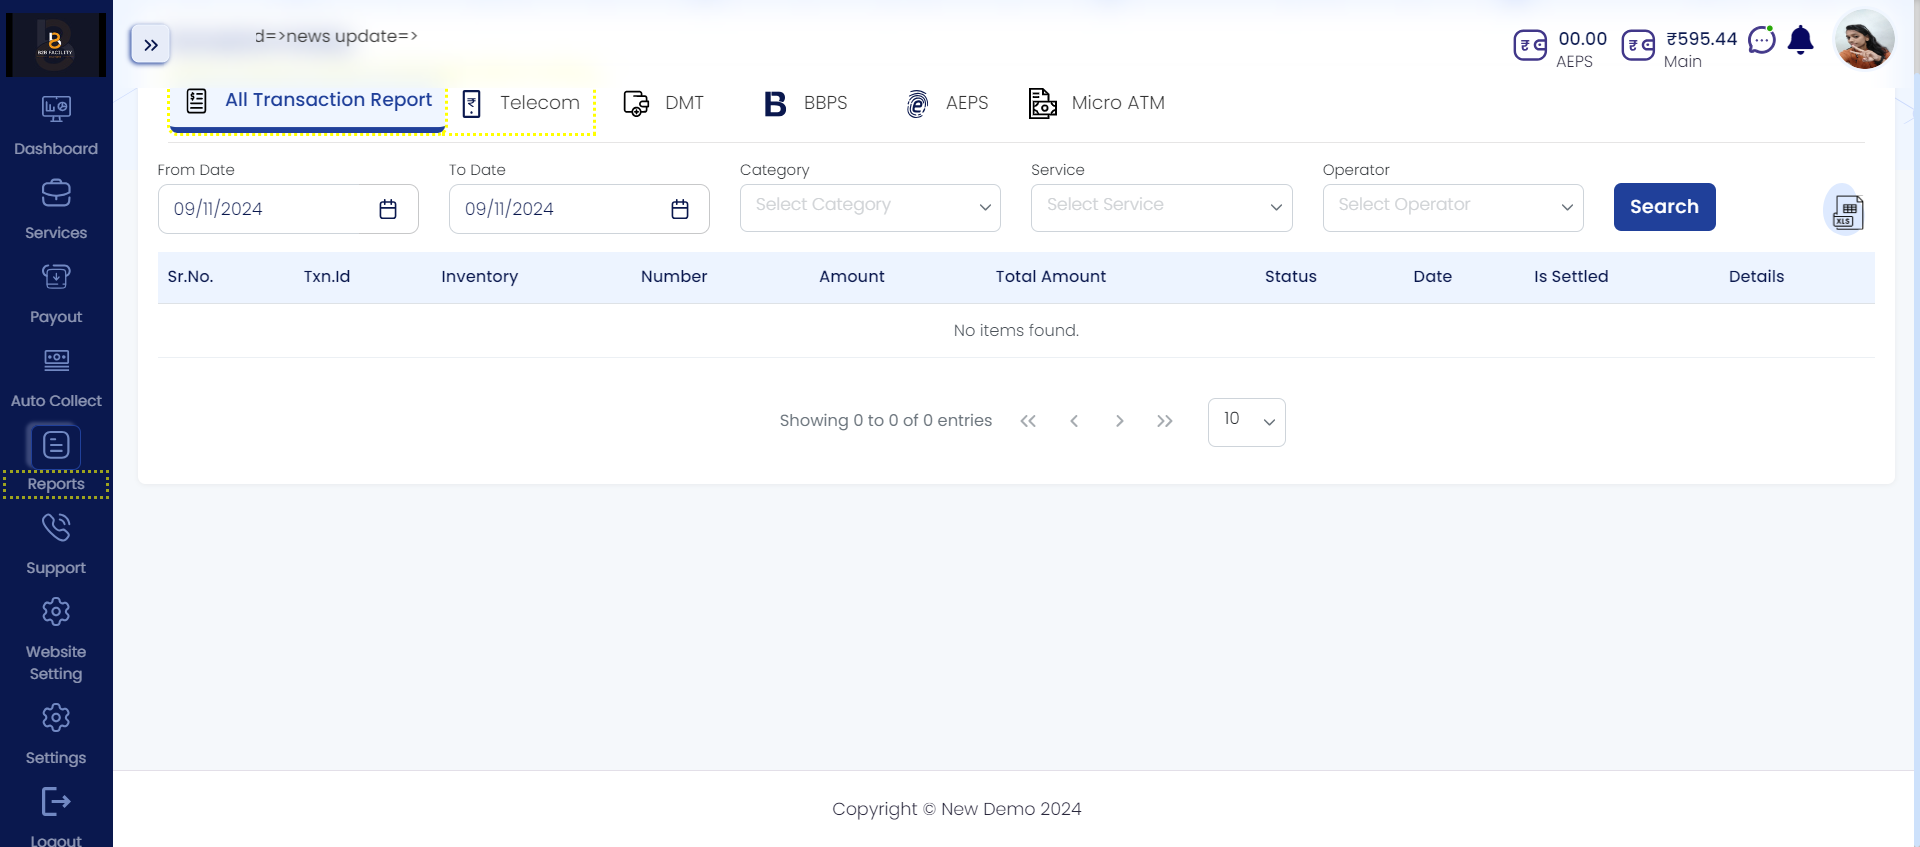 B2B FACILITY
d=>news update=>
00.00
AEPS
₹595.44
Main
All Transaction Report
Telecom
DMT
BBPS
AEPS
Micro ATM
From Date
To Date
Category
Service
Operator
09/11/2024
09/11/2024
Select Category
Select Service
Select Operator
Search
XLS
Sr.No. Txn.Id Inventory Number Amount Total Amount Status Date Is Settled Details
No items found.
Showing 0 to 0 of 0 entries
10
Dashboard
Services
Payout
Auto Collect
Reports
Support
Website
Setting
Settings
Logout
Copyright © New Demo 2024